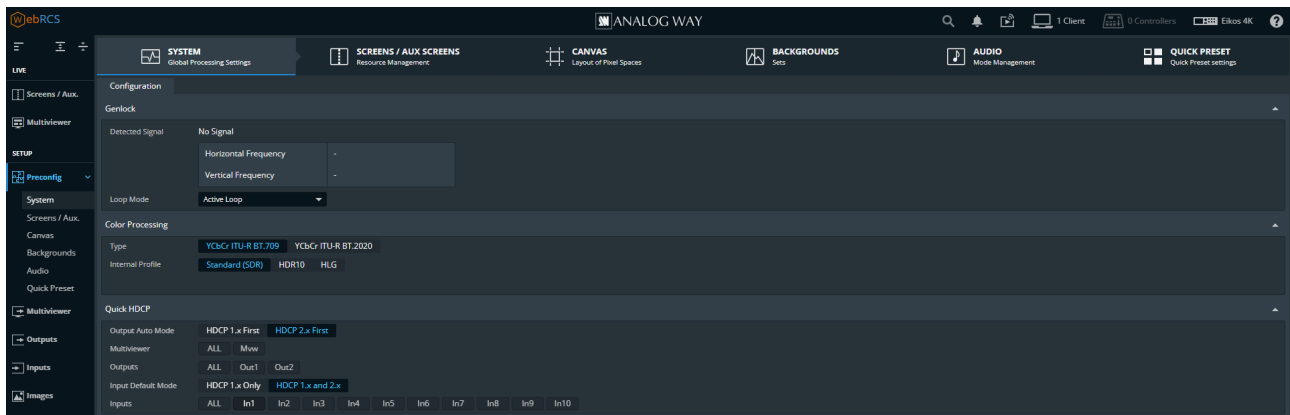 WebRCS
ANALOG WAY
1 Client
0 Controllers
Eikos 4K
LIVE
Screens / Aux.
Multiviewer
SETUP
Preconfig
System
Screens / Aux.
Canvas
Backgrounds
Audio
Quick Preset
Multiviewer
Outputs
Inputs
Images
SYSTEM
Global Processing Settings
SCREENS / AUX SCREENS
Resource Management
CANVAS
Layout of Pixel Spaces
BACKGROUNDS
Sets
AUDIO
Mode Management
QUICK PRESET
Quick Preset settings
Configuration
Genlock
Detected Signal No Signal
Horizontal Frequency -
Vertical Frequency -
Loop Mode Active Loop
Color Processing
Type YCbCr ITU-R BT.709 YCbCr ITU-R BT.2020
Internal Profile Standard (SDR) HDR10 HLG
Quick HDCP
Output Auto Mode HDCP 1.x First HDCP 2.x First
Multiviewer ALL Mvw
Outputs ALL Out1 Out2
Input Default Mode HDCP 1.x Only HDCP 1.x and 2.x
Inputs ALL In1 In2 In3 In4 In5 In6 In7 In8 In9 In10